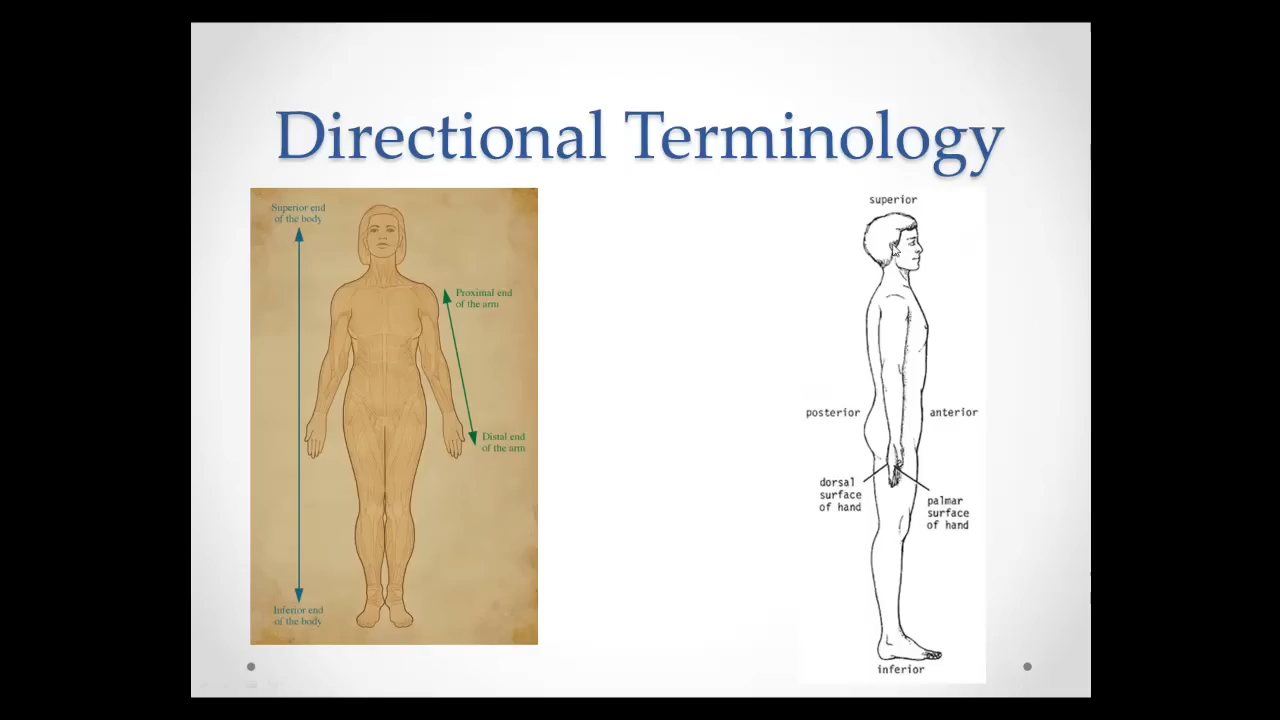 Directional Terminology
Superior end
of the body
Proximal end
of the arm
Distal end
of the arm
Inferior end
of the body
superior
posterior
anterior
dorsal
surface
of hand
palmar
surface
of hand
inferior